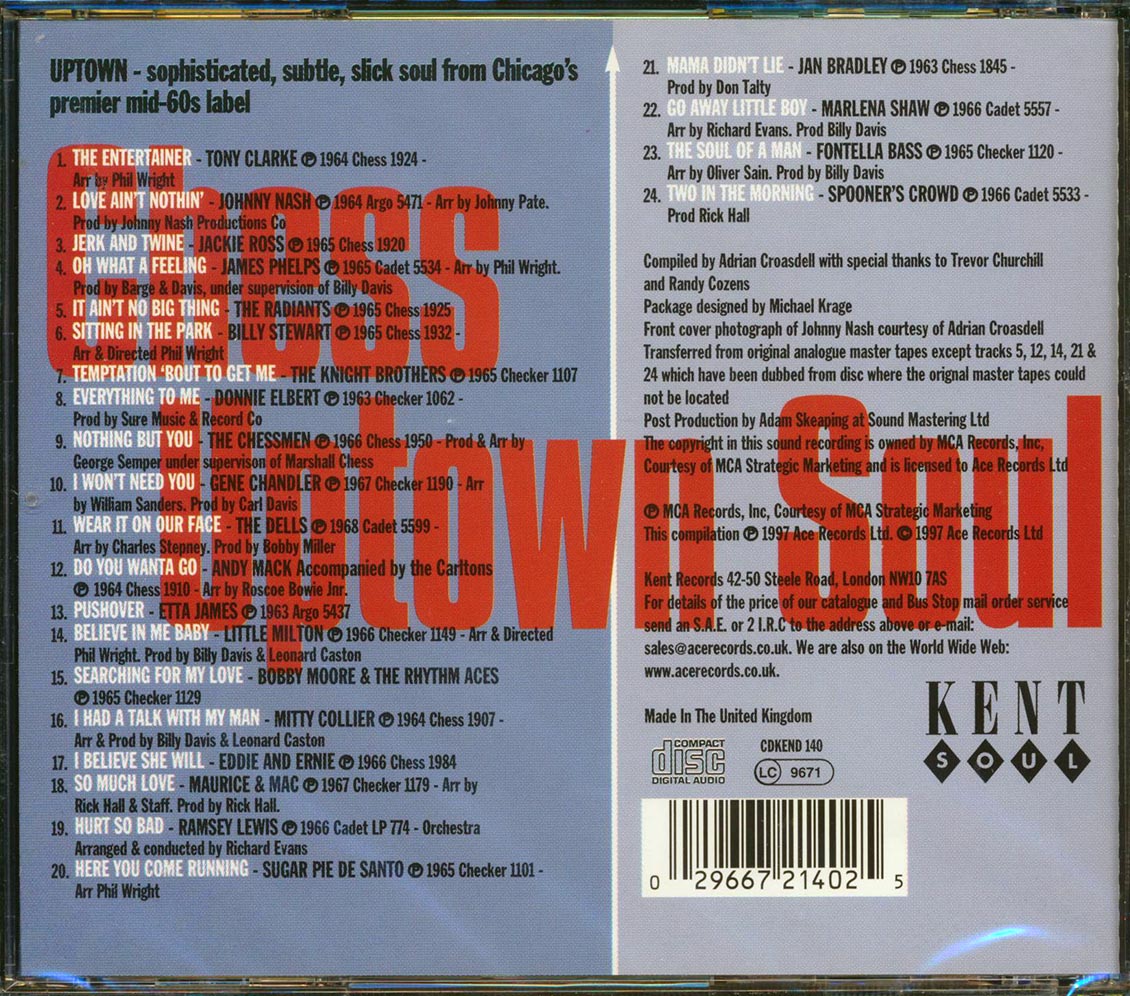 UPTOWN - sophisticated, subtle, slick soul from Chicago's
premier mid-60s label
Chess
Uptown Soul
1. THE ENTERTAINER - TONY CLARKE ℗ 1964 Chess 1924 -
Arr by Phil Wright
2. LOVE AIN'T NOTHIN' - JOHNNY NASH ℗ 1964 Argo 5471 - Arr by Johnny Pate.
Prod by Johnny Nash Productions Co
3. JERK AND TWINE - JACKIE ROSS ℗ 1965 Chess 1920
4. OH WHAT A FEELING - JAMES PHELPS ℗ 1965 Cadet 5534 - Arr by Phil Wright.
Prod by Barge & Davis, under supervision of Billy Davis
5. IT AIN'T NO BIG THING - THE RADIANTS ℗ 1965 Chess 1925
6. SITTING IN THE PARK - BILLY STEWART ℗ 1965 Chess 1932 -
Arr & Directed Phil Wright
7. TEMPTATION 'BOUT TO GET ME - THE KNIGHT BROTHERS ℗ 1965 Checker 1107
8. EVERYTHING TO ME - DONNIE ELBERT ℗ 1963 Checker 1062 -
Prod by Sure Music & Record Co
9. NOTHING BUT YOU - THE CHESSMEN ℗ 1966 Chess 1950 - Prod & Arr by
George Semper under supervison of Marshall Chess
10. I WON'T NEED YOU - GENE CHANDLER ℗ 1967 Checker 1190 - Arr
by William Sanders. Prod by Carl Davis
11. WEAR IT ON OUR FACE - THE DELLS ℗ 1968 Cadet 5599 -
Arr by Charles Stepney. Prod by Bobby Miller
12. DO YOU WANTA GO - ANDY MACK Accompanied by the Carltons
℗ 1964 Chess 1910 - Arr by Roscoe Bowie Jnr.
13. PUSHOVER - ETTA JAMES ℗ 1963 Argo 5437
14. BELIEVE IN ME BABY - LITTLE MILTON ℗ 1966 Checker 1149 - Arr & Directed
Phil Wright. Prod by Billy Davis & Leonard Caston
15. SEARCHING FOR MY LOVE - BOBBY MOORE & THE RHYTHM ACES
℗ 1965 Checker 1129
16. I HAD A TALK WITH MY MAN - MITTY COLLIER ℗ 1964 Chess 1907 -
Arr & Prod by Billy Davis & Leonard Caston
17. I BELIEVE SHE WILL - EDDIE AND ERNIE ℗ 1966 Chess 1984
18. SO MUCH LOVE - MAURICE & MAC ℗ 1967 Checker 1179 - Arr by
Rick Hall & Staff. Prod by Rick Hall.
19. HURT SO BAD - RAMSEY LEWIS ℗ 1966 Cadet LP 774 - Orchestra
Arranged & conducted by Richard Evans
20. HERE YOU COME RUNNING - SUGAR PIE DE SANTO ℗ 1965 Checker 1101 -
Arr Phil Wright
21. MAMA DIDN'T LIE - JAN BRADLEY ℗ 1963 Chess 1845 -
Prod by Don Talty
22. GO AWAY LITTLE BOY - MARLENA SHAW ℗ 1966 Cadet 5557 -
Arr by Richard Evans. Prod Billy Davis
23. THE SOUL OF A MAN - FONTELLA BASS ℗ 1965 Checker 1120 -
Arr by Oliver Sain. Prod by Billy Davis
24. TWO IN THE MORNING - SPOONER'S CROWD ℗ 1966 Cadet 5533 -
Prod Rick Hall
Compiled by Adrian Croasdell with special thanks to Trevor Churchill
and Randy Cozens
Package designed by Michael Krage
Front cover photograph of Johnny Nash courtesy of Adrian Croasdell
Transferred from original analogue master tapes except tracks 5, 12, 14, 21 &
24 which have been dubbed from disc where the orignal master tapes could
not be located
Post Production by Adam Skeaping at Sound Mastering Ltd
The copyright in this sound recording is owned by MCA Records, Inc,
Courtesy of MCA Strategic Marketing and is licensed to Ace Records Ltd
℗ MCA Records, Inc, Courtesy of MCA Strategic Marketing
This compilation ℗ 1997 Ace Records Ltd. © 1997 Ace Records Ltd
Kent Records 42-50 Steele Road, London NW10 7AS
For details of the price of our catalogue and Bus Stop mail order service
send an S.A.E. or 2 I.R.C to the address above or e-mail:
sales@acerecords.co.uk. We are also on the World Wide Web:
www.acerecords.co.uk.
Made In The United Kingdom
COMPACT
disc
DIGITAL AUDIO
CDKEND 140
LC 9671
KENT
SOUL
0 29667 21402 5